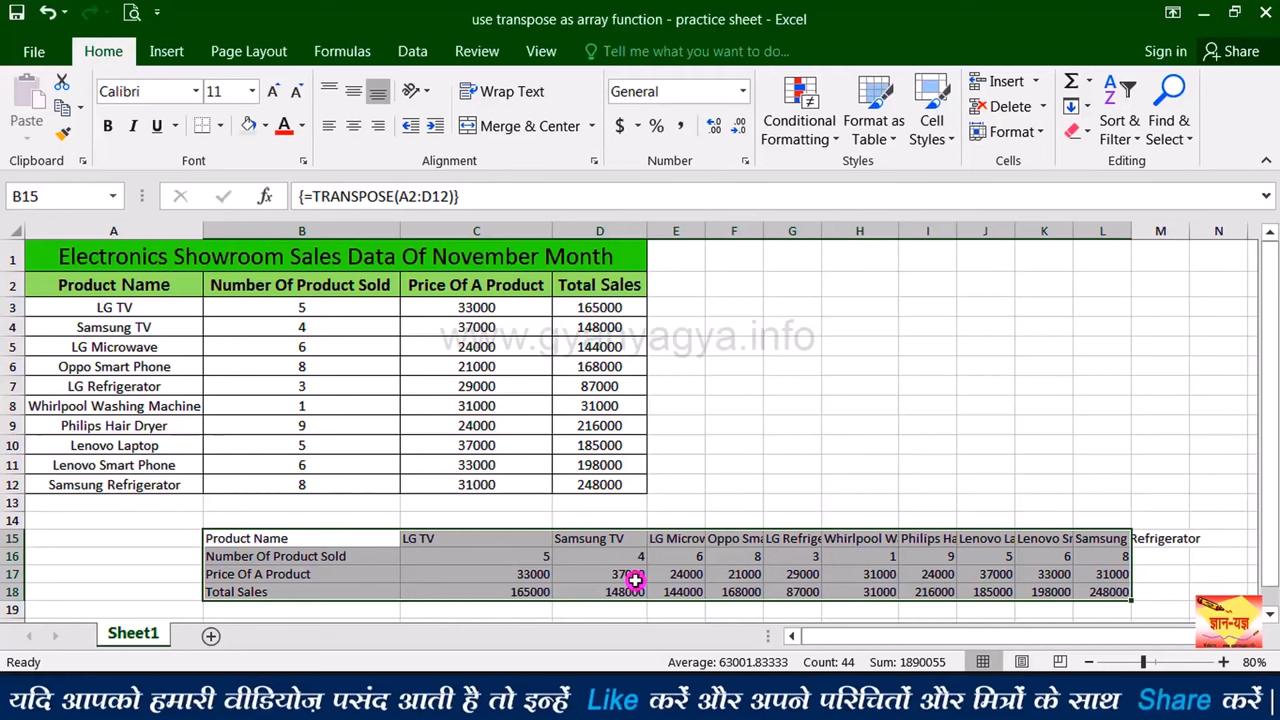 use transpose as array function - practice sheet - Excel
File Home Insert Page Layout Formulas Data Review View Tell me what you want to do... Sign in Share
Paste Calibri 11 Wrap Text General Insert
B I U A Merge & Center $ % , Conditional Formatting Format as Table Cell Styles Delete Format Sort & Filter Find & Select
Clipboard Font Alignment Number Styles Cells Editing
B15 fx {=TRANSPOSE(A2:D12)}
A B C D E F G H I J K L M N
1 Electronics Showroom Sales Data Of November Month
2 Product Name Number Of Product Sold Price Of A Product Total Sales
3 LG TV 5 33000 165000
4 Samsung TV 4 37000 148000
www.gyanyagya.info
5 LG Microwave 6 24000 144000
6 Oppo Smart Phone 8 21000 168000
7 LG Refrigerator 3 29000 87000
8 Whirlpool Washing Machine 1 31000 31000
9 Philips Hair Dryer 9 24000 216000
10 Lenovo Laptop 5 37000 185000
11 Lenovo Smart Phone 6 33000 198000
12 Samsung Refrigerator 8 31000 248000
13
14
15 Product Name LG TV Samsung TV LG Microw Oppo Sma LG Refrige Whirlpool W Philips Ha Lenovo La Lenovo Sr Samsung Refrigerator
16 Number Of Product Sold 5 4 6 8 3 1 9 5 6 8
17 Price Of A Product 33000 37000 24000 21000 29000 31000 24000 37000 33000 31000
18 Total Sales 165000 148000 144000 168000 87000 31000 216000 185000 198000 248000
19
ज्ञान-यज्ञ
Sheet1
Ready Average: 63001.83333 Count: 44 Sum: 1890055 80%
यदि आपको हमारी वीडियोज़ पसंद आती है तो इन्हें Like करें और अपने परिचितों और मित्रों के साथ Share करें |